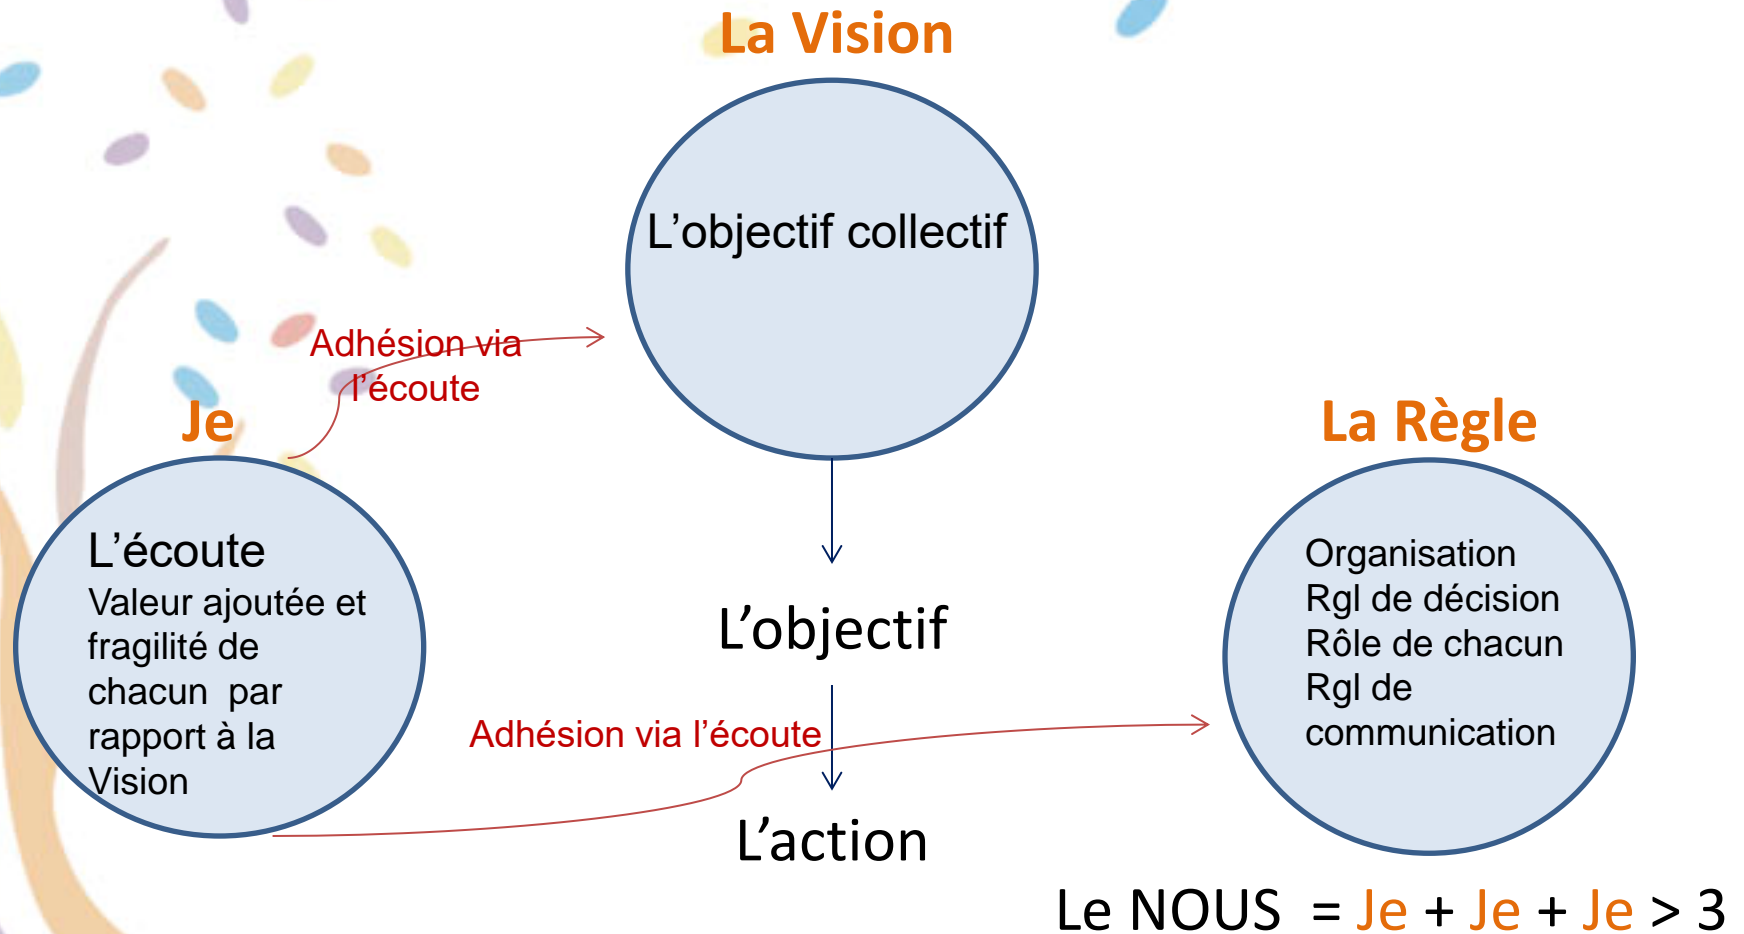 La Vision
L’objectif collectif
Adhésion via
l’écoute
Je
La Règle
L’écoute
Valeur ajoutée et
fragilité de
chacun par
rapport à la
Vision
Organisation
Rgl de décision
Rôle de chacun
Rgl de
communication
L’objectif
Adhésion via l’écoute
L’action
Le NOUS = Je + Je + Je > 3